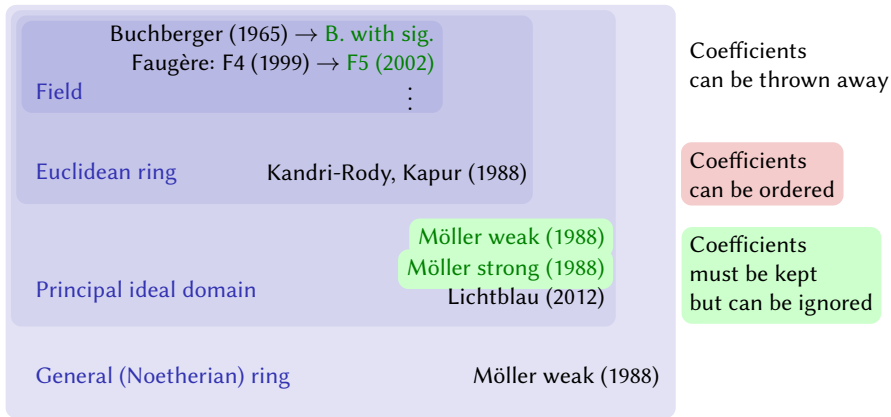 Buchberger (1965) → B. with sig.
Faugère: F4 (1999) → F5 (2002)
Field
⋮
Euclidean ring
Kandri-Rody, Kapur (1988)
Möller weak (1988)
Möller strong (1988)
Principal ideal domain
Lichtblau (2012)
General (Noetherian) ring
Möller weak (1988)
Coefficients
can be thrown away
Coefficients
can be ordered
Coefficients
must be kept
but can be ignored